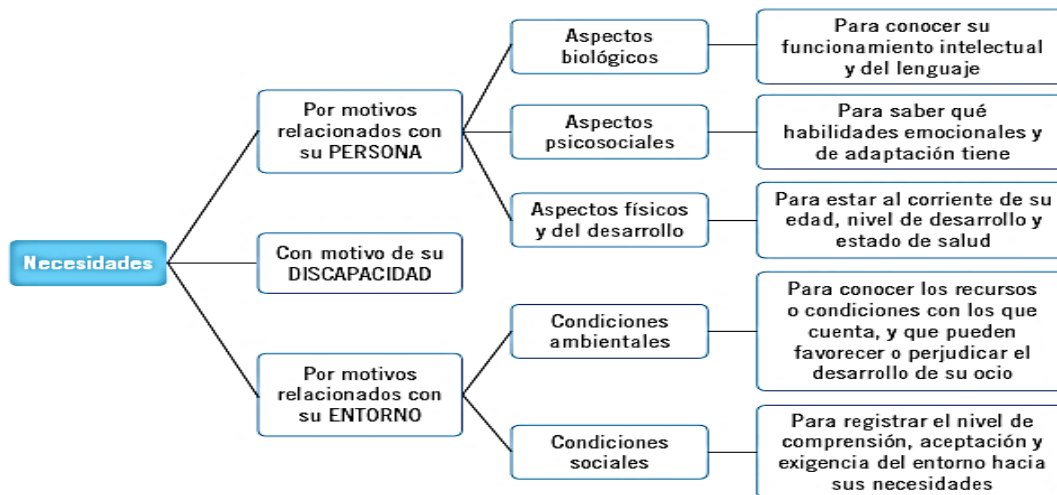 Necesidades
Por motivos
relacionados con
su PERSONA
Aspectos
biológicos
Para conocer su
funcionamiento intelectual
y del lenguaje
Aspectos
psicosociales
Para saber qué
habilidades emocionales y
de adaptación tiene
Aspectos físicos
y del desarrollo
Para estar al corriente de su
edad, nivel de desarrollo y
estado de salud
Con motivo de su
DISCAPACIDAD
Por motivos
relacionados con
su ENTORNO
Condiciones
ambientales
Para conocer los recursos
o condiciones con los que
cuenta, y que pueden
favorecer o perjudicar el
desarrollo de su ocio
Condiciones
sociales
Para registrar el nivel de
comprensión, aceptación y
exigencia del entorno hacia
sus necesidades